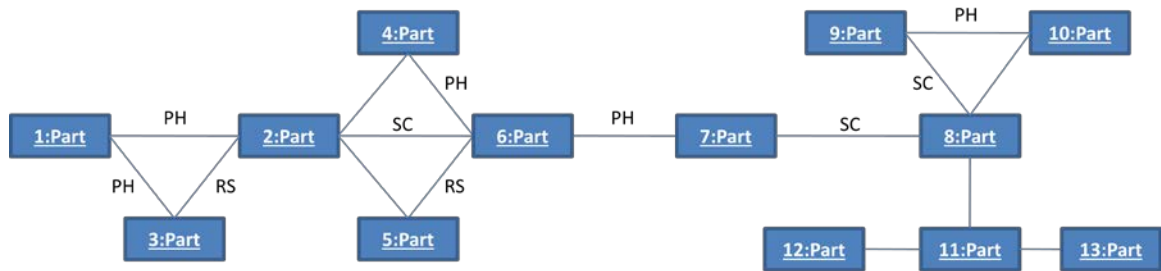 4:Part
9:Part
PH
10:Part
PH
SC
1:Part
PH
2:Part
SC
6:Part
PH
7:Part
SC
8:Part
PH
RS
RS
3:Part
5:Part
12:Part
11:Part
13:Part